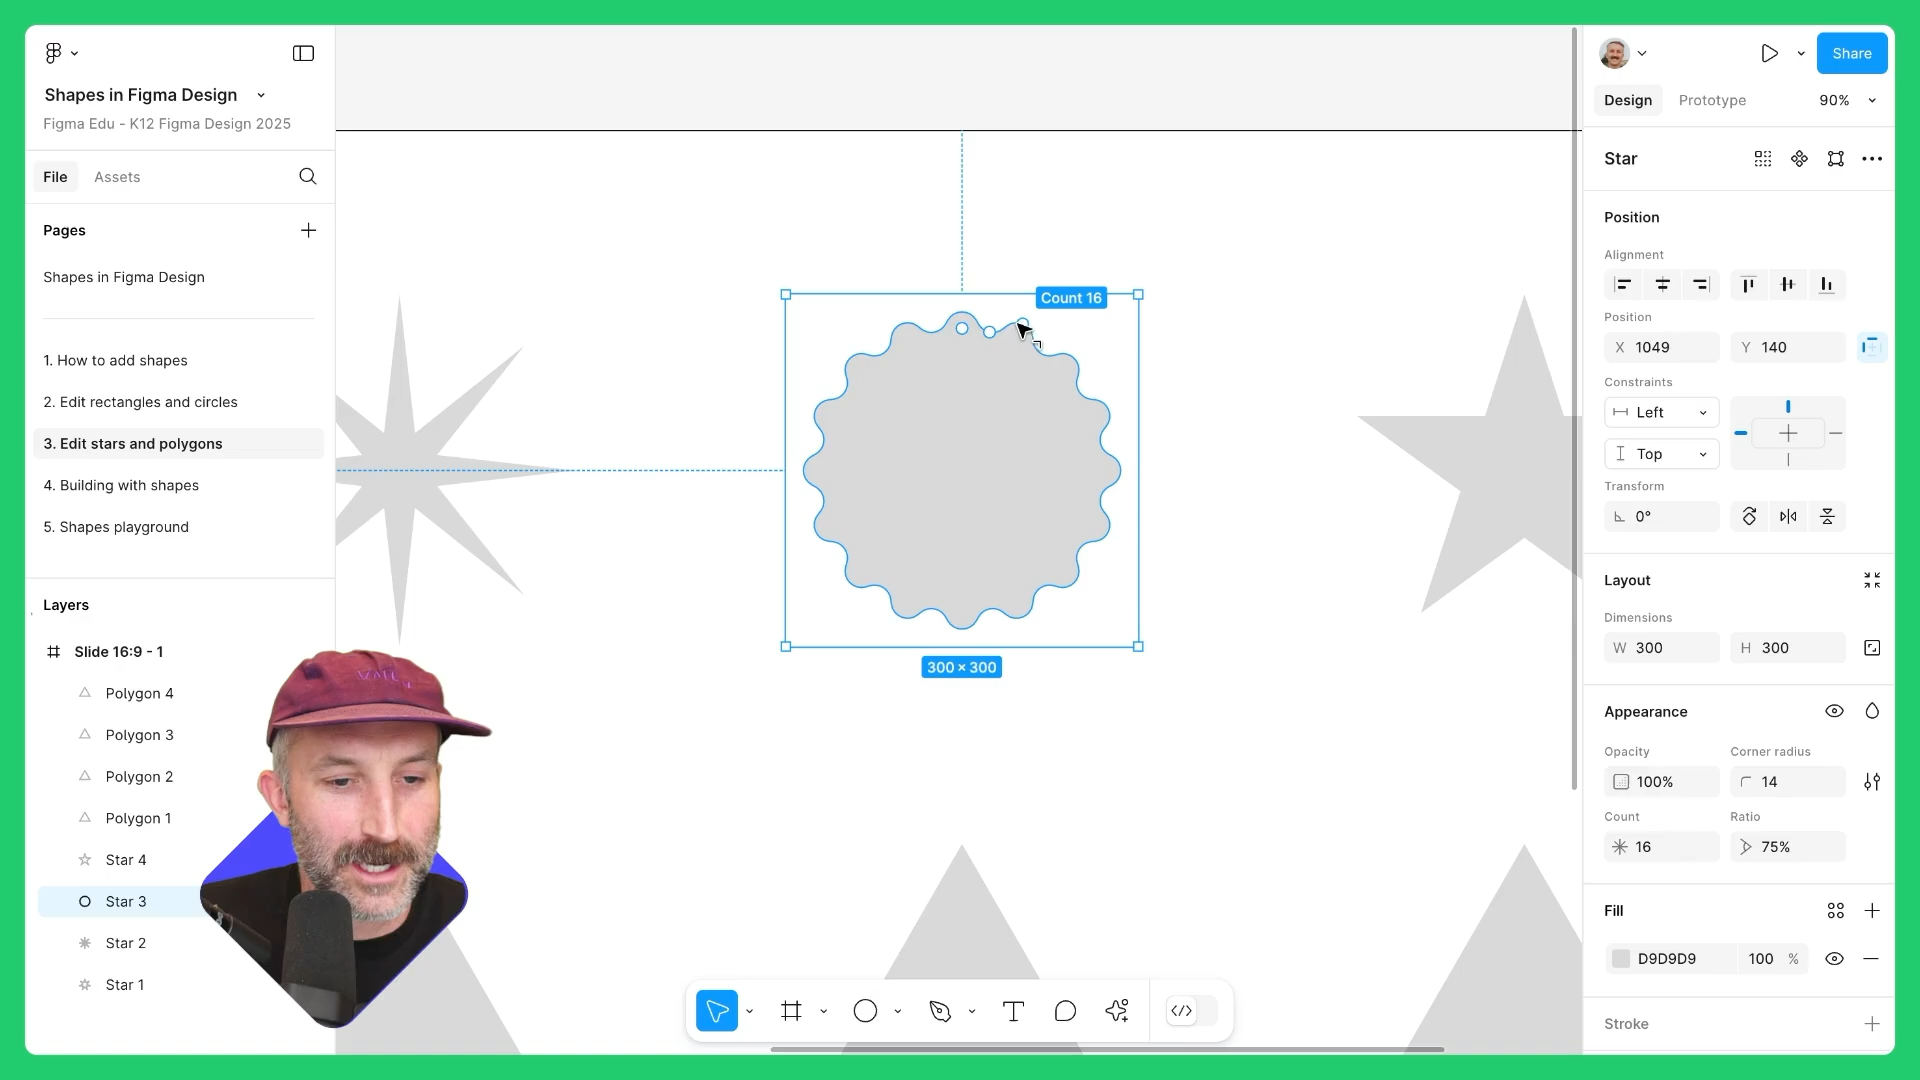 Shapes in Figma Design
Figma Edu - K12 Figma Design 2025
File
Assets
Pages
Shapes in Figma Design
1. How to add shapes
2. Edit rectangles and circles
3. Edit stars and polygons
4. Building with shapes
5. Shapes playground
Layers
Slide 16:9 - 1
Polygon 4
Polygon 3
Polygon 2
Polygon 1
Star 4
Star 3
Star 2
Star 1
Count 16
300 × 300
Share
Design
Prototype
90%
Star
Position
Alignment
Position
X 1049
Y 140
Constraints
Left
Top
Transform
0°
Layout
Dimensions
W 300
H 300
Appearance
Opacity
Corner radius
100%
14
Count
Ratio
16
75%
Fill
D9D9D9
100 %
Stroke